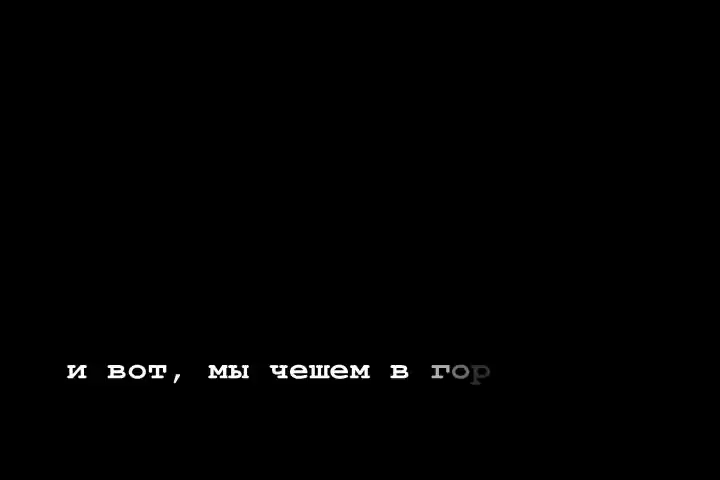 и вот, мы чешем в гор